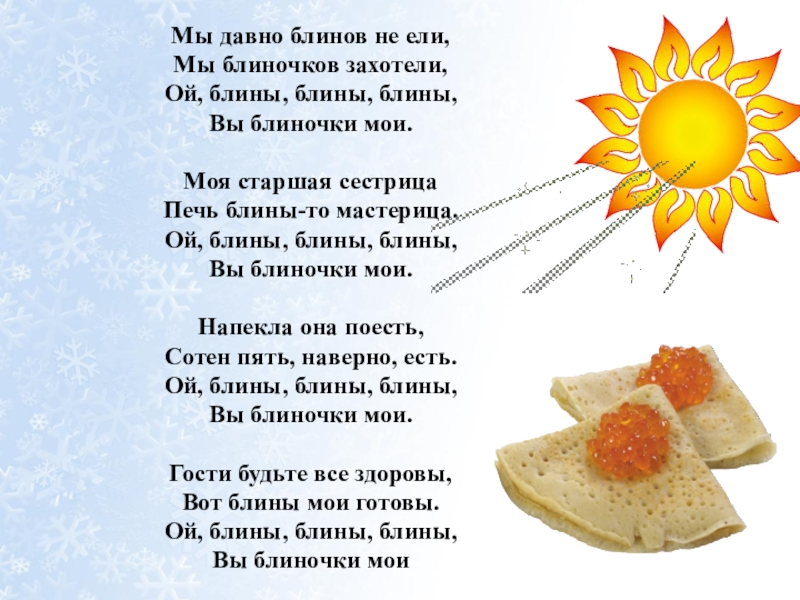 Мы давно блинов не ели,
Мы блиночков захотели,
Ой, блины, блины, блины,
Вы блиночки мои.
Моя старшая сестрица
Печь блины-то мастерица.
Ой, блины, блины, блины,
Вы блиночки мои.
Напекла она поесть,
Сотен пять, наверно, есть.
Ой, блины, блины, блины,
Вы блиночки мои.
Гости будьте все здоровы,
Вот блины мои готовы.
Ой, блины, блины, блины,
Вы блиночки мои